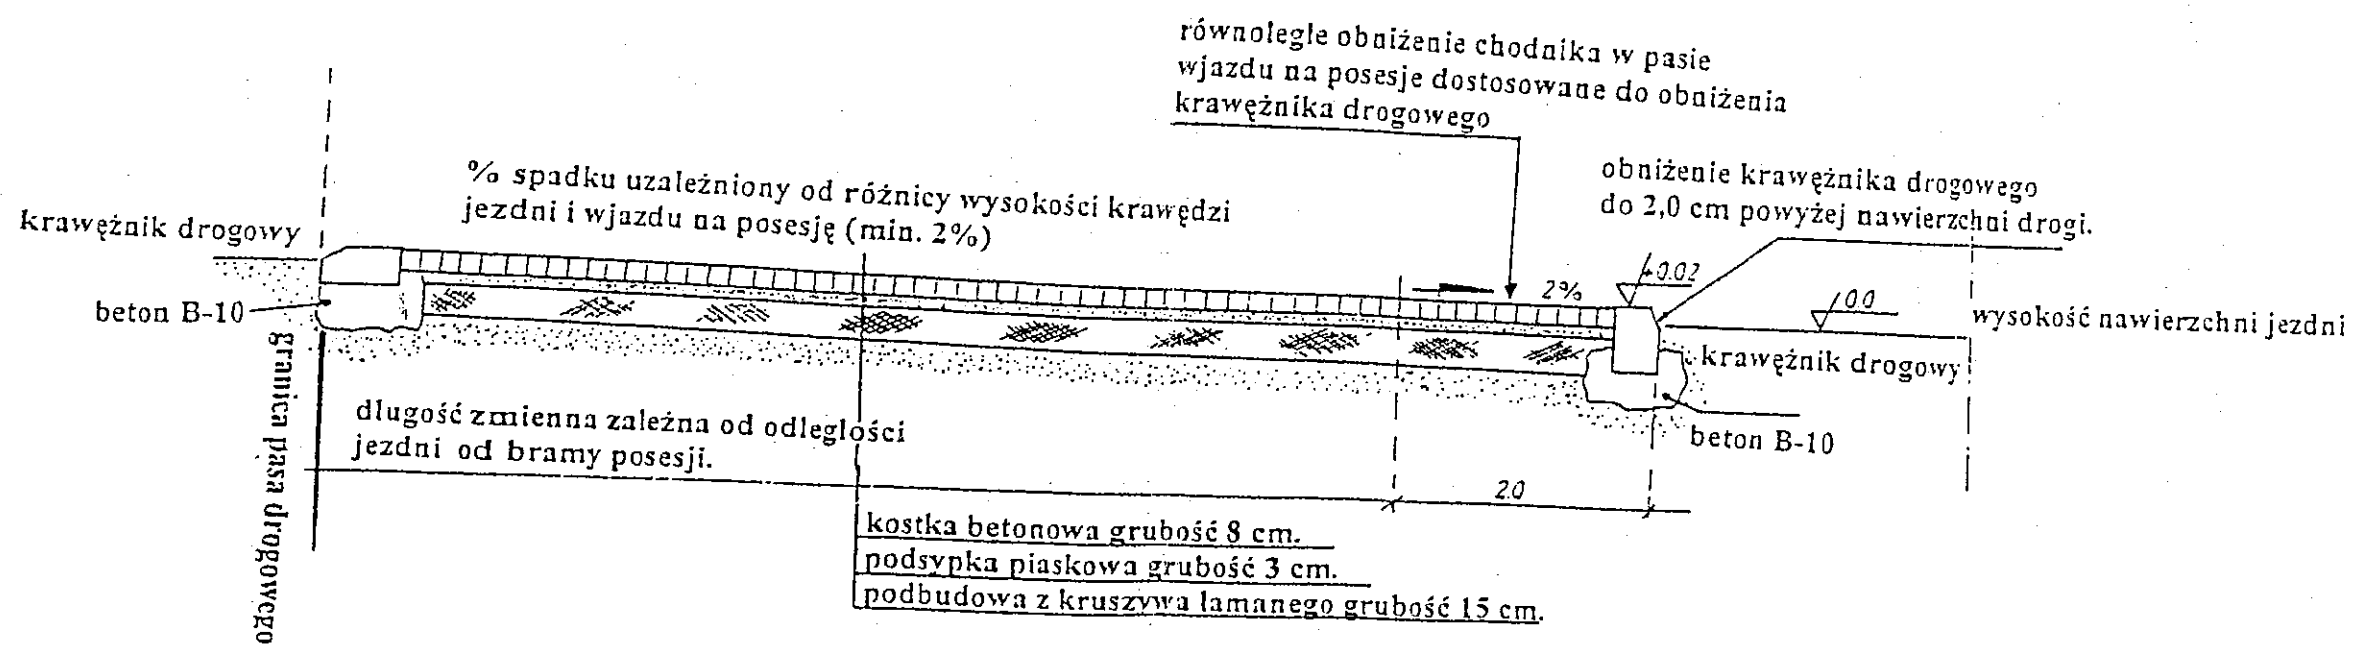 równoległe obniżenie chodnika w pasie
wjazdu na posesje dostosowane do obniżenia
krawężnika drogowego
obniżenie krawężnika drogowego
do 2,0 cm powyżej nawierzchni drogi.
% spadku uzależniony od różnicy wysokości krawędzi
jezdni i wjazdu na posesję (min. 2%)
krawężnik drogowy
beton B-10
granica pasa drogowego
2%
+0.02
0.0
wysokość nawierzchni jezdni
krawężnik drogowy
beton B-10
długość zmienna zależna od odległości
jezdni od bramy posesji.
2.0
kostka betonowa grubość 8 cm.
podsypka piaskowa grubość 3 cm.
podbudowa z kruszywa łamanego grubość 15 cm.